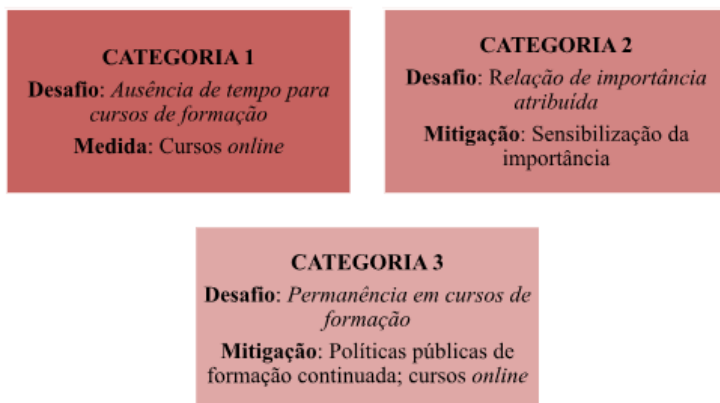 CATEGORIA 1
Desafio: Ausência de tempo para
cursos de formação
Medida: Cursos online
CATEGORIA 2
Desafio: Relação de importância
atribuída
Mitigação: Sensibilização da
importância
CATEGORIA 3
Desafio: Permanência em cursos de
formação
Mitigação: Políticas públicas de
formação continuada; cursos online